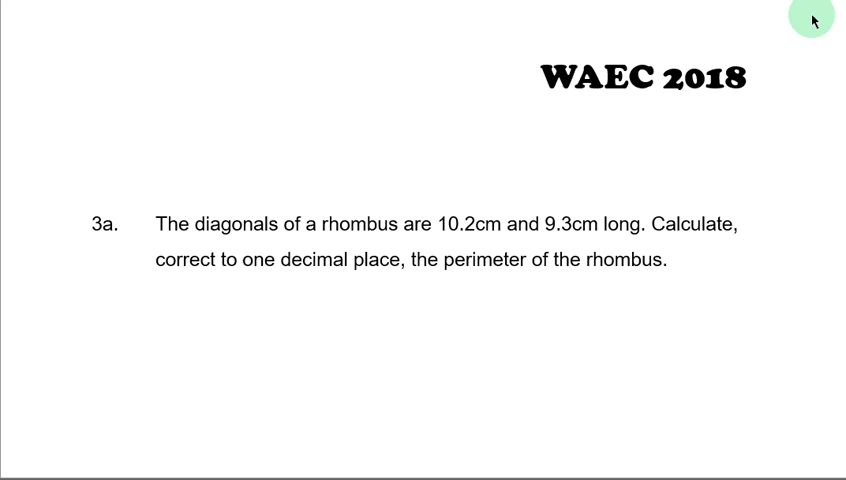 WAEC 2018
3a. The diagonals of a rhombus are 10.2cm and 9.3cm long. Calculate,
correct to one decimal place, the perimeter of the rhombus.